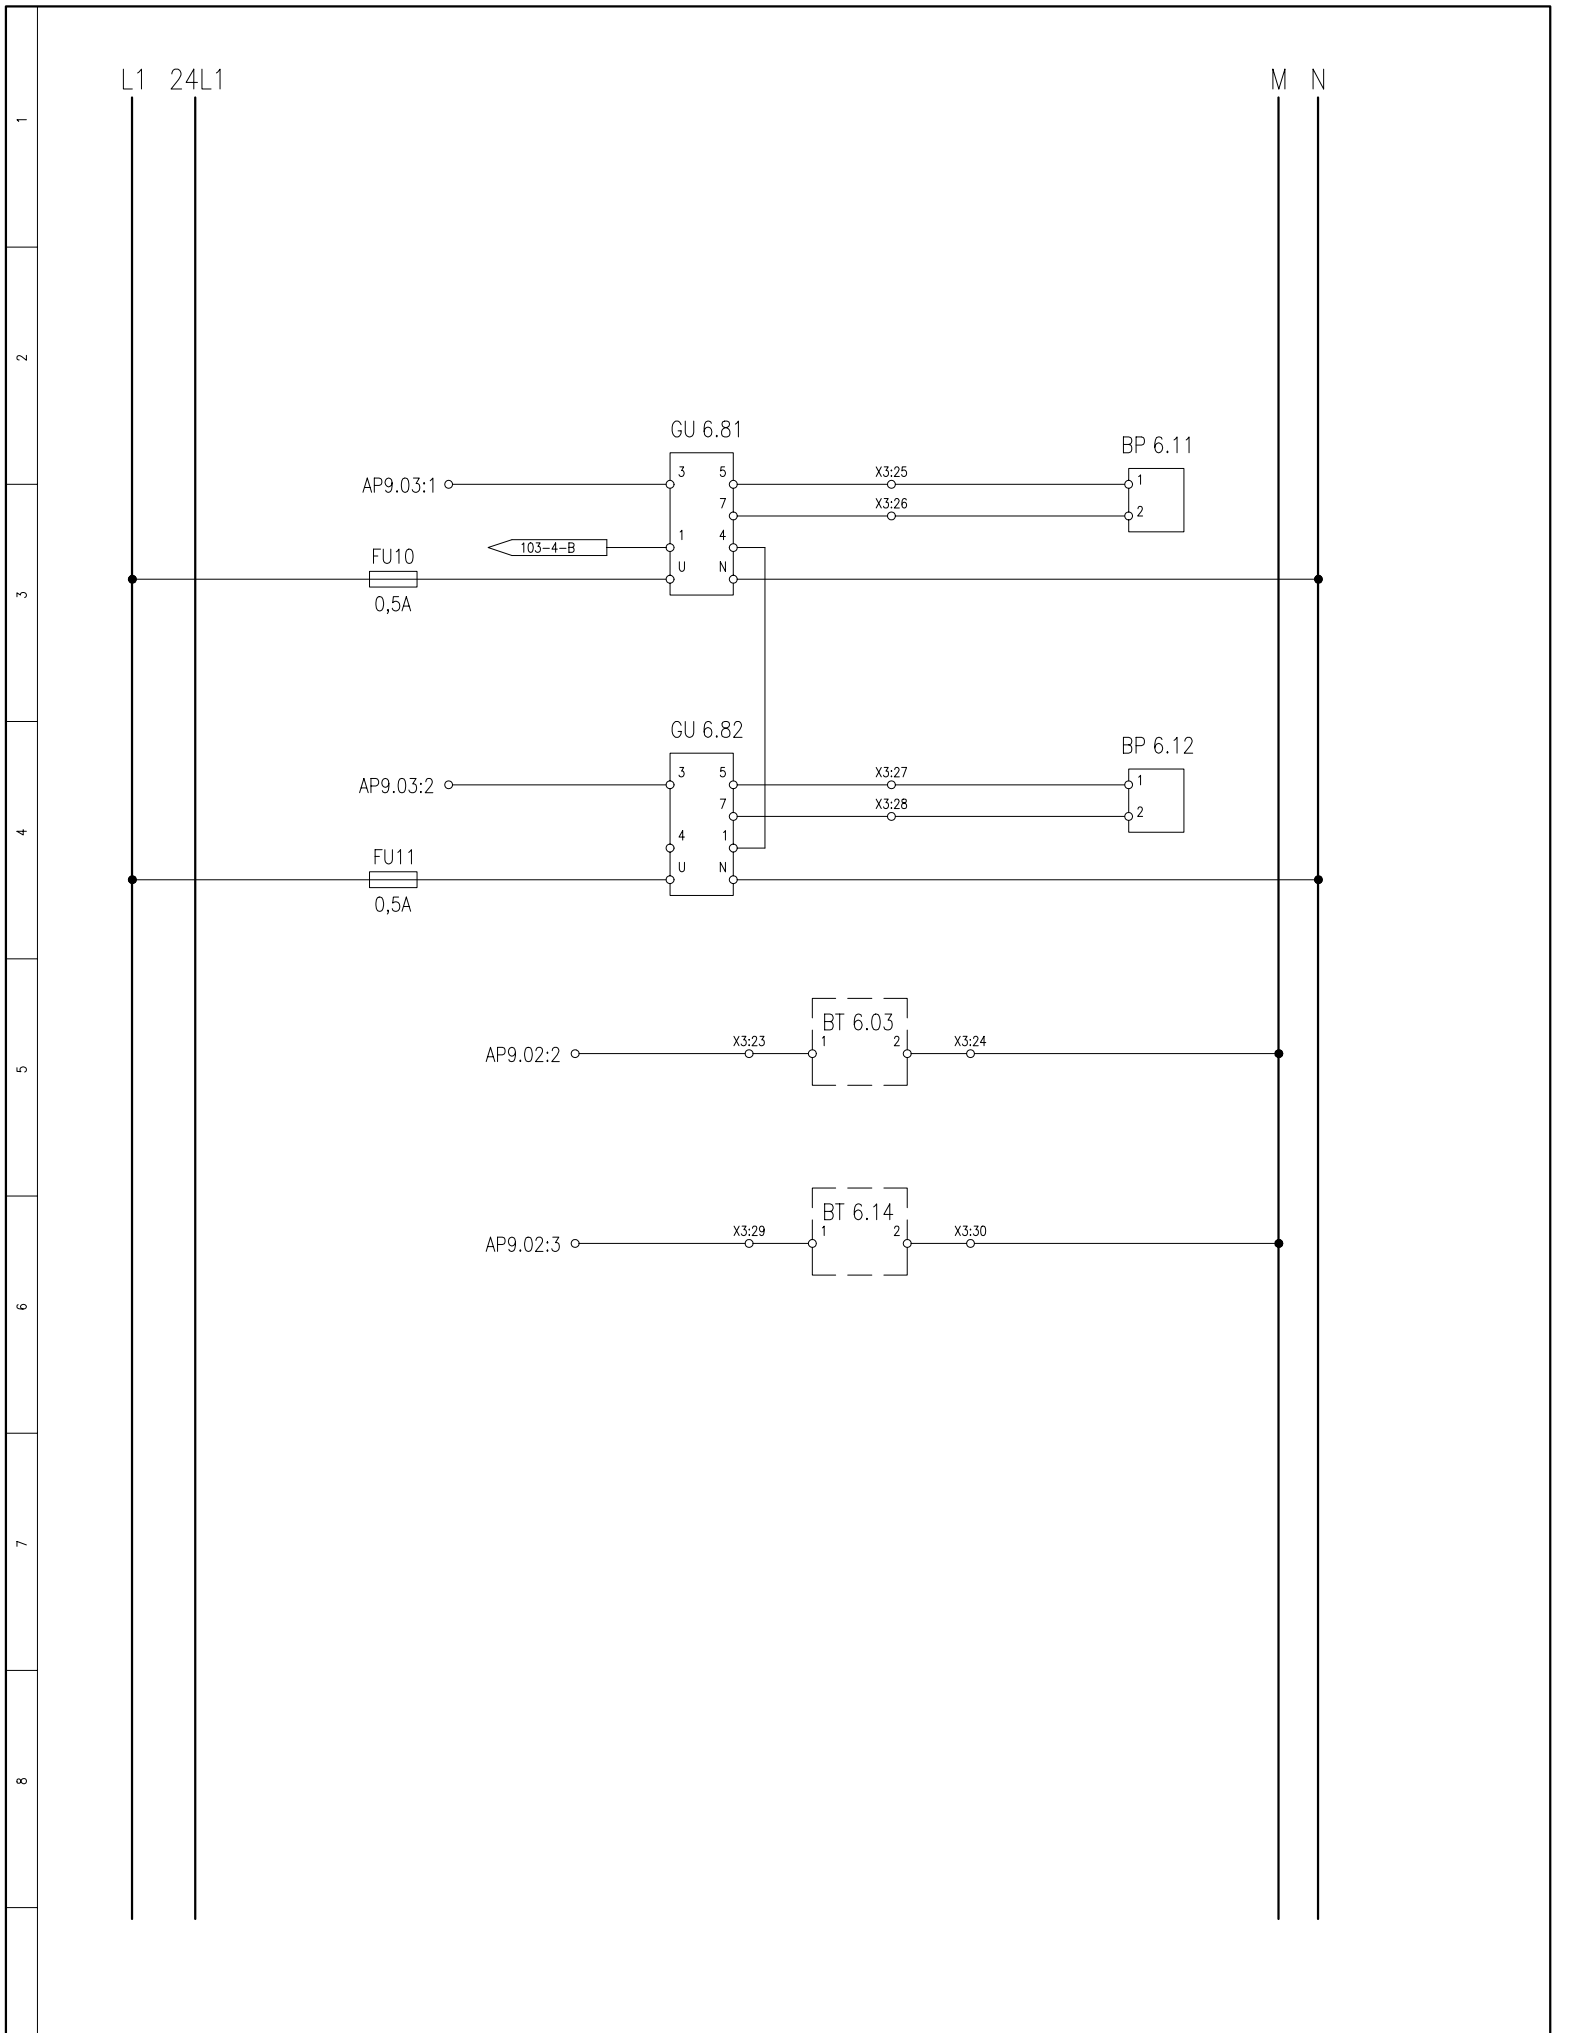 L1 24L1 M N
1
2
GU 6.81
BP 6.11
AP9.03:1 3 5 X3:25 1
7 X3:26 2
103-4-B 1 4
FU10 U N
3
0,5A
GU 6.82
BP 6.12
AP9.03:2 3 5 X3:27 1
7 X3:28 2
4
4 1
FU11 U N
0,5A
BT 6.03
AP9.02:2 X3:23 1 2 X3:24
5
BT 6.14
AP9.02:3 X3:29 1 2 X3:30
6
7
8